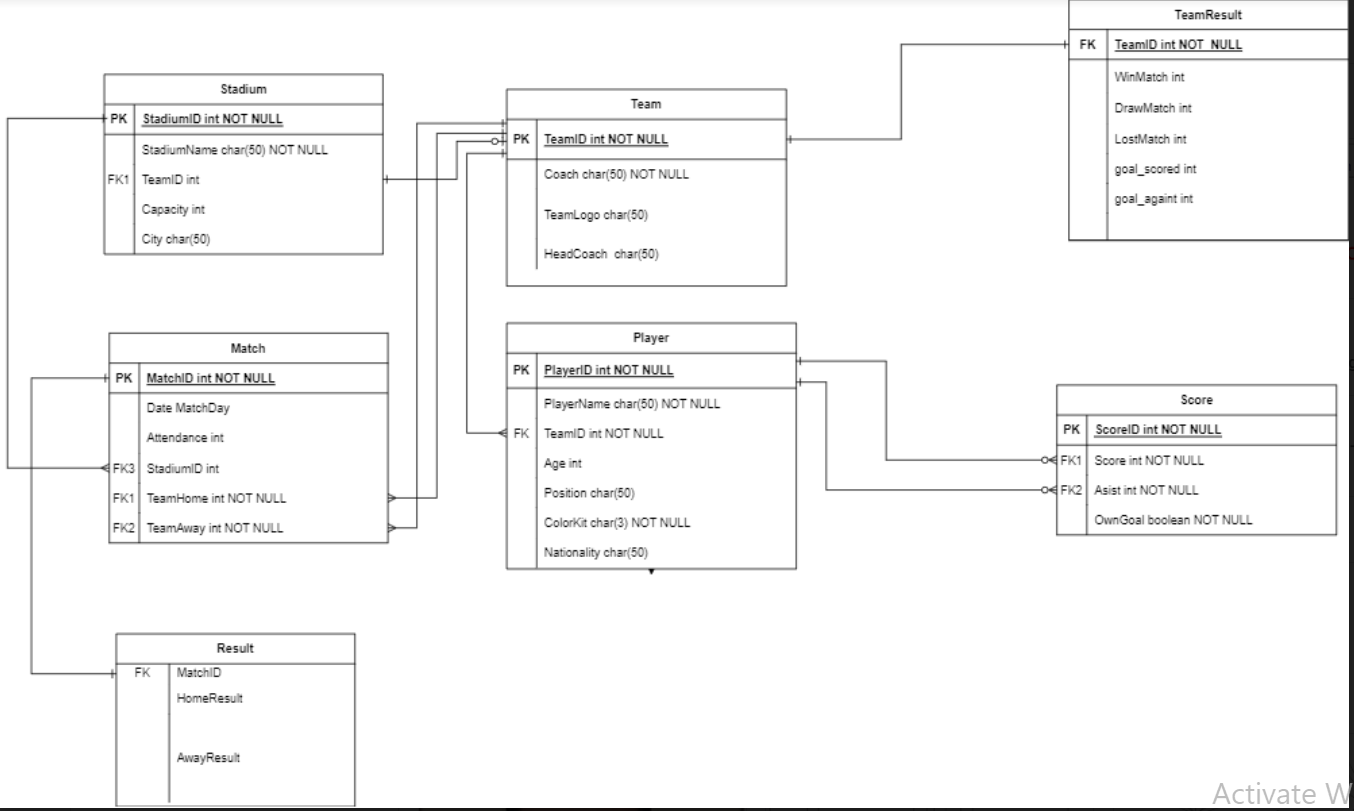 TeamResult
FK TeamID int NOT NULL
WinMatch int
DrawMatch int
LostMatch int
goal_scored int
goal_againt int
Stadium
PK StadiumID int NOT NULL
StadiumName char(50) NOT NULL
FK1 TeamID int
Capacity int
City char(50)
Team
PK TeamID int NOT NULL
Coach char(50) NOT NULL
TeamLogo char(50)
HeadCoach char(50)
Match
PK MatchID int NOT NULL
Date MatchDay
Attendance int
FK3 StadiumID int
FK1 TeamHome int NOT NULL
FK2 TeamAway int NOT NULL
Player
PK PlayerID int NOT NULL
PlayerName char(50) NOT NULL
FK TeamID int NOT NULL
Age int
Position char(50)
ColorKit char(3) NOT NULL
Nationality char(50)
Score
PK ScoreID int NOT NULL
FK1 Score int NOT NULL
FK2 Asist int NOT NULL
OwnGoal boolean NOT NULL
Result
FK MatchID
HomeResult
AwayResult
Activate W